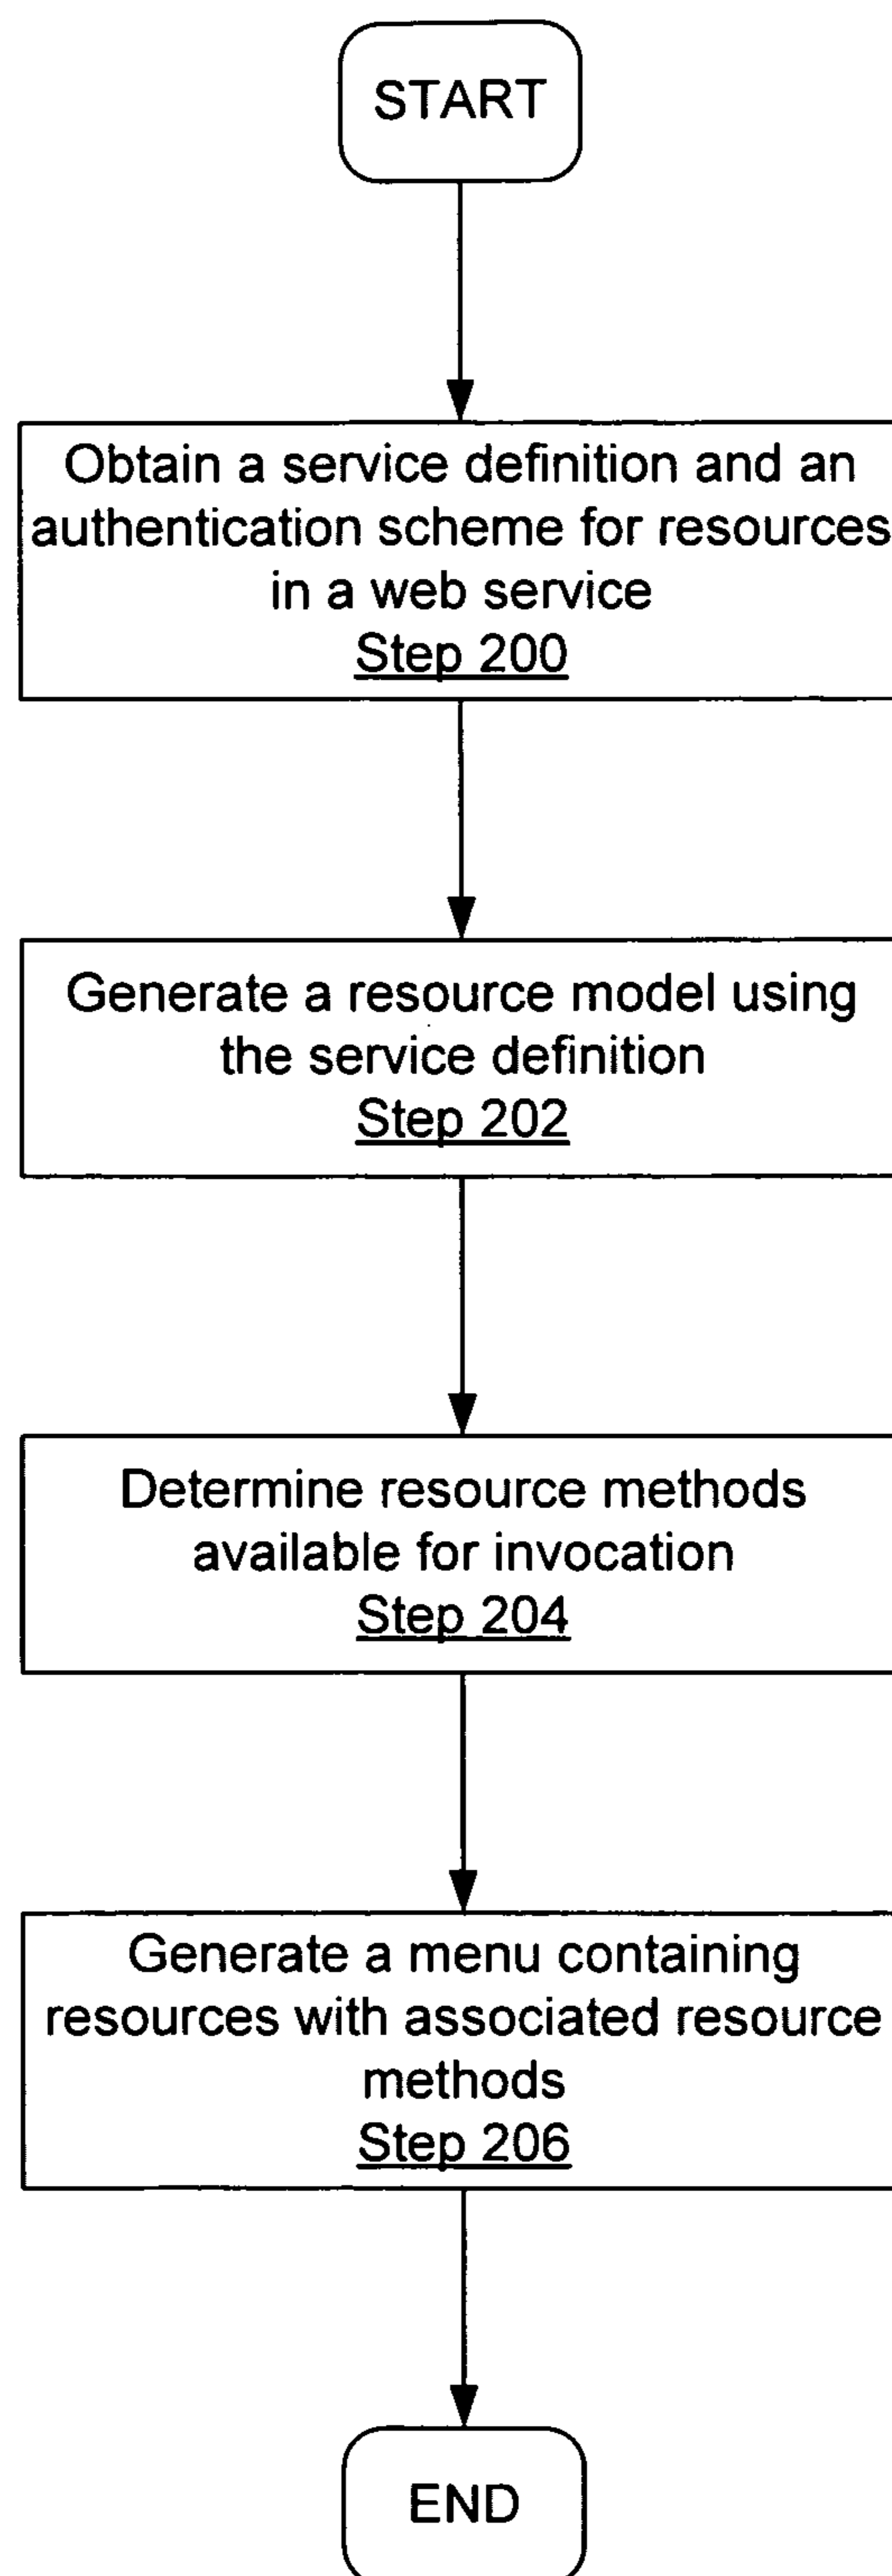 START
Obtain a service definition and an
authentication scheme for resources
in a web service
Step 200
Generate a resource model using
the service definition
Step 202
Determine resource methods
available for invocation
Step 204
Generate a menu containing
resources with associated resource
methods
Step 206
END